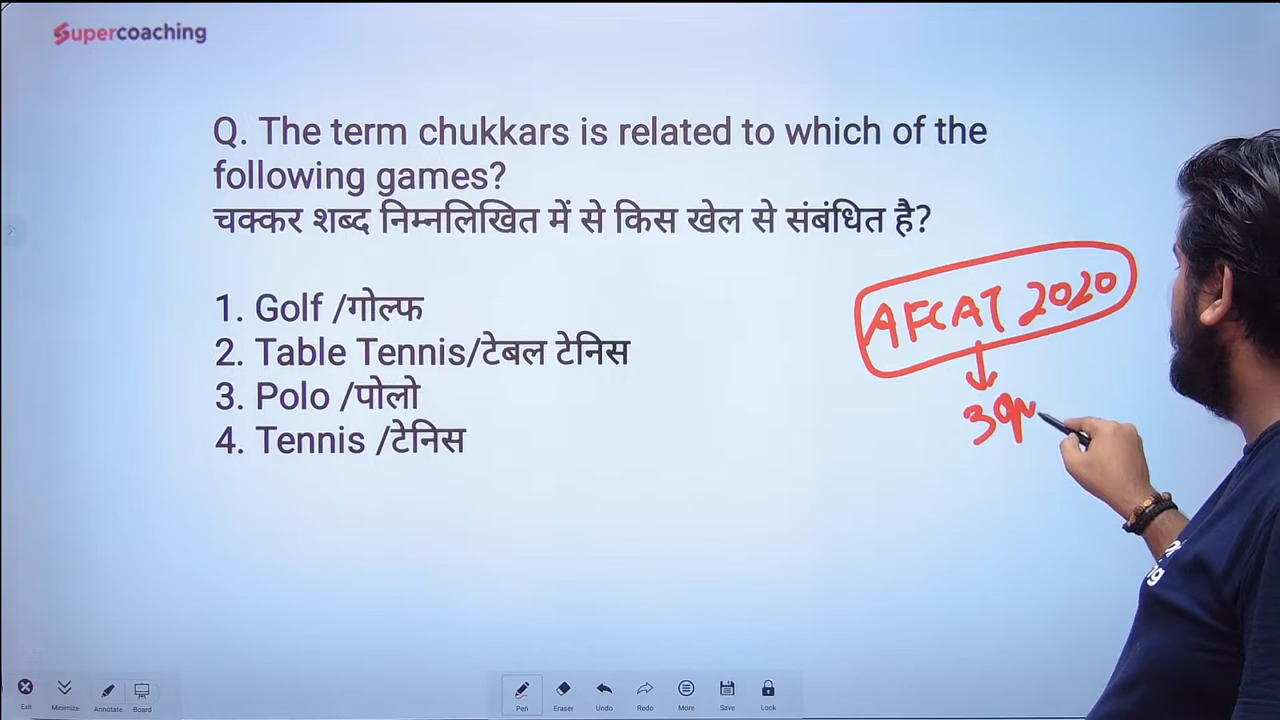 Supercoaching
Q. The term chukkars is related to which of the
following games?
चक्कर शब्द निम्नलिखित में से किस खेल से संबंधित है?
1. Golf /गोल्फ
2. Table Tennis/टेबल टेनिस
3. Polo /पोलो
4. Tennis /टेनिस
AFCAT 2020
Exit
Minimize
Annotate
Board
Pen
Eraser
Undo
Redo
More
Save
Lock